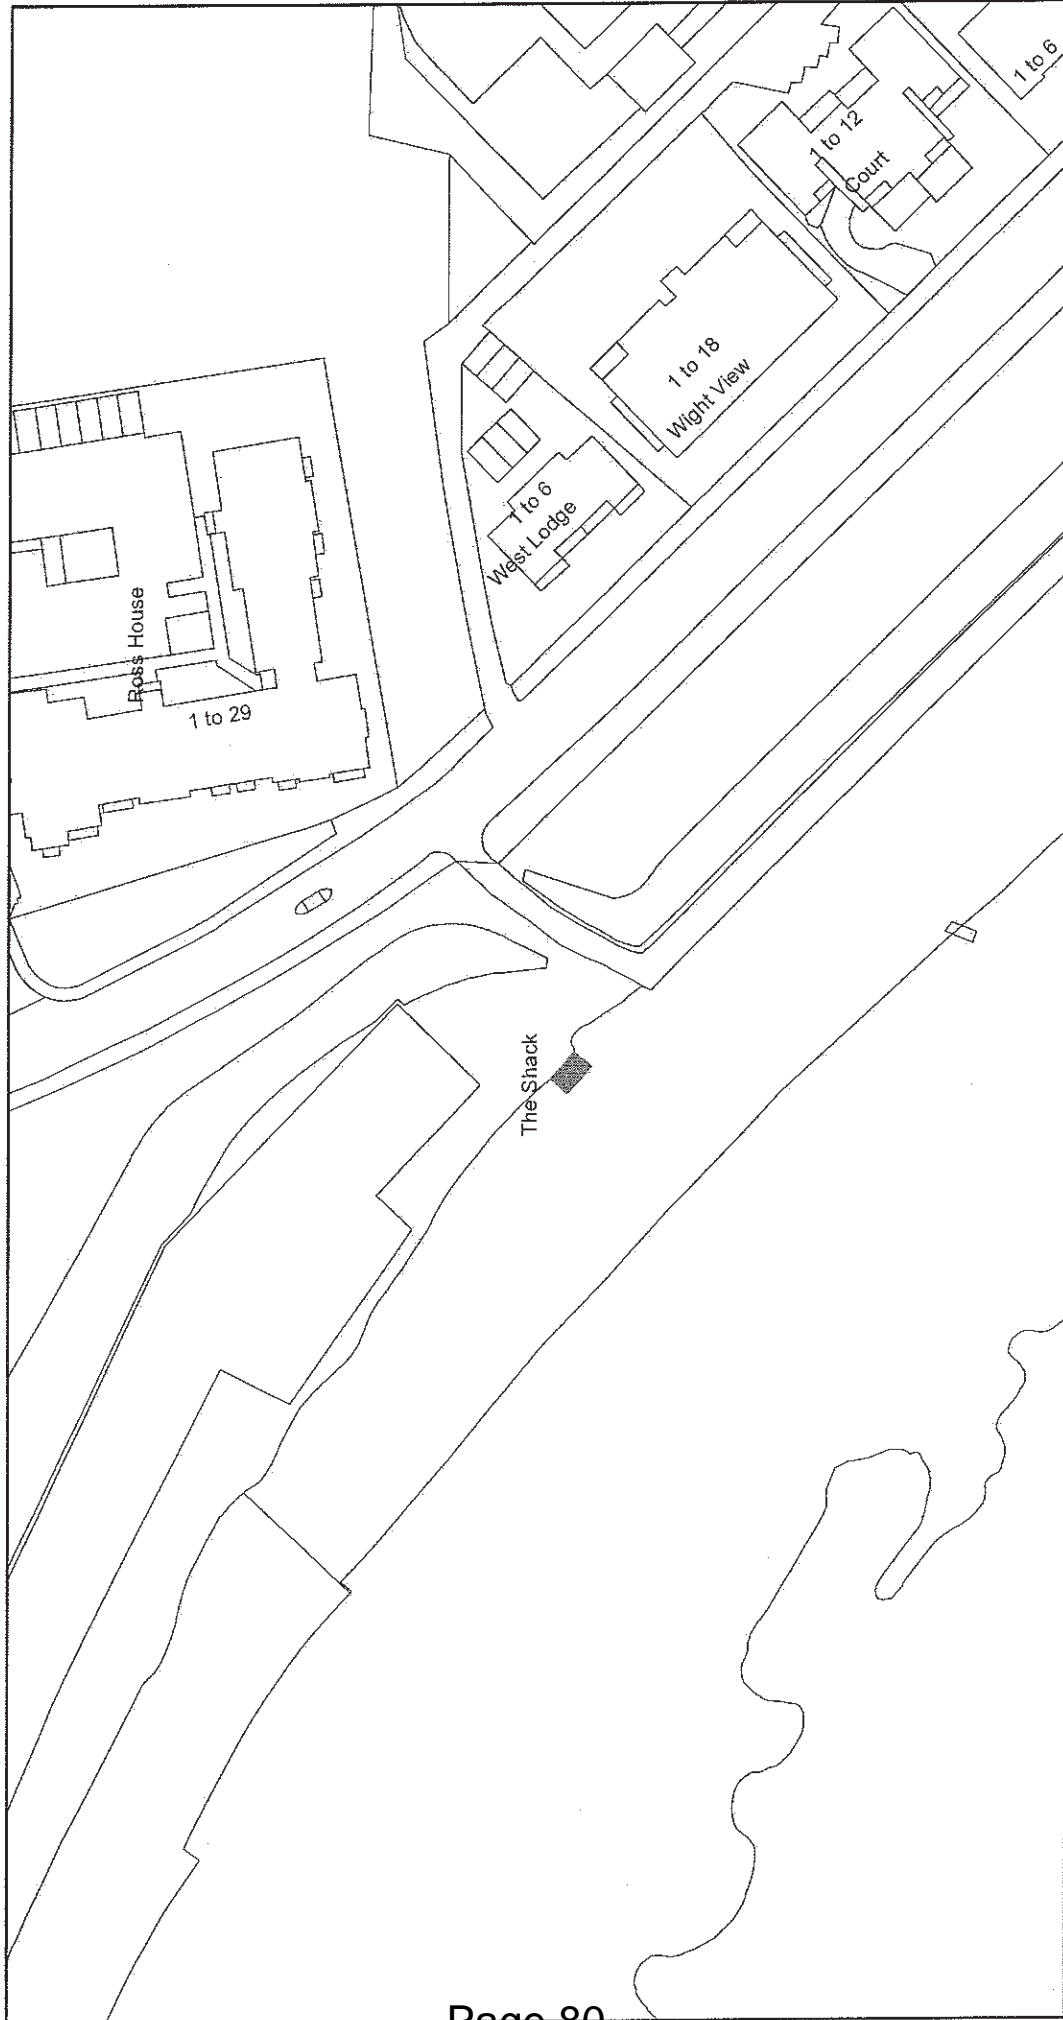 1 to 6
1 to 12
Court
1 to 18
Wight View
1 to 6
West Lodge
Ross House
1 to 29
The Shack
Page 80